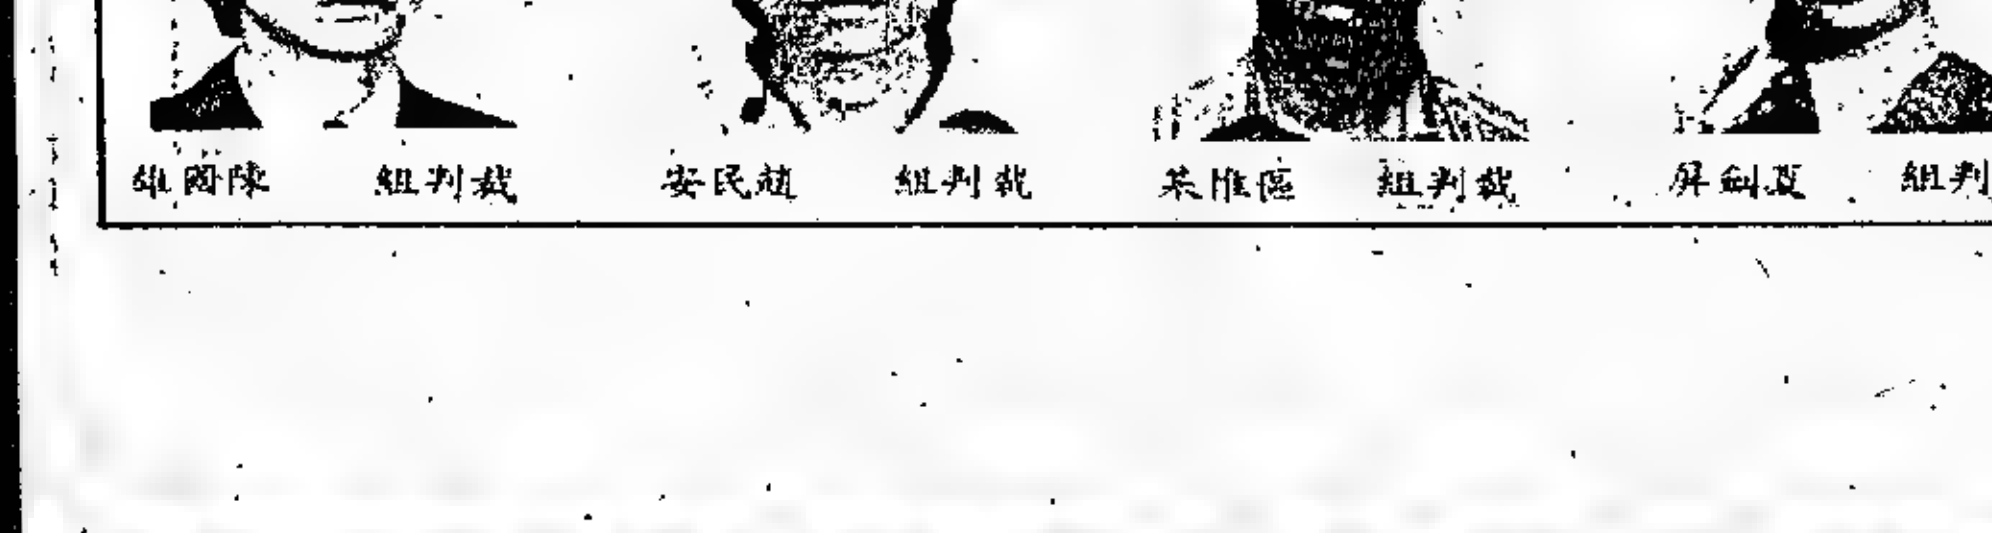 判組 夏劍屏 裁判組 區惟 裁判組 趙民安 裁判組 陳國雄